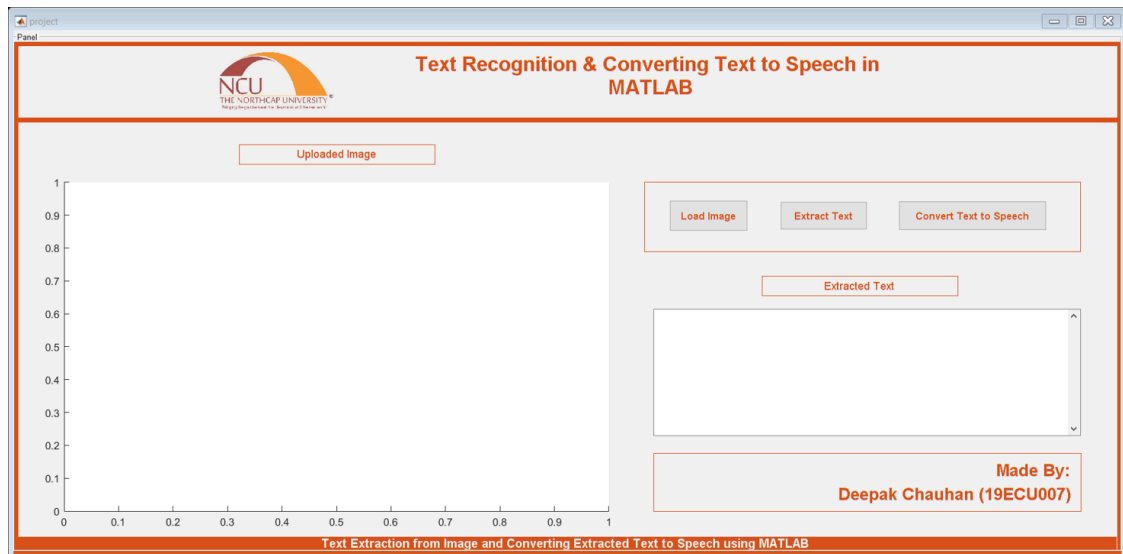 project
Panel
NCU
THE NORTHCAP UNIVERSITY
Text Recognition & Converting Text to Speech in
MATLAB
Uploaded Image
1
0.9
0.8
0.7
0.6
0.5
0.4
0.3
0.2
0.1
0
0 0.1 0.2 0.3 0.4 0.5 0.6 0.7 0.8 0.9 1
Load Image Extract Text Convert Text to Speech
Extracted Text
Made By:
Deepak Chauhan (19ECU007)
Text Extraction from Image and Converting Extracted Text to Speech using MATLAB